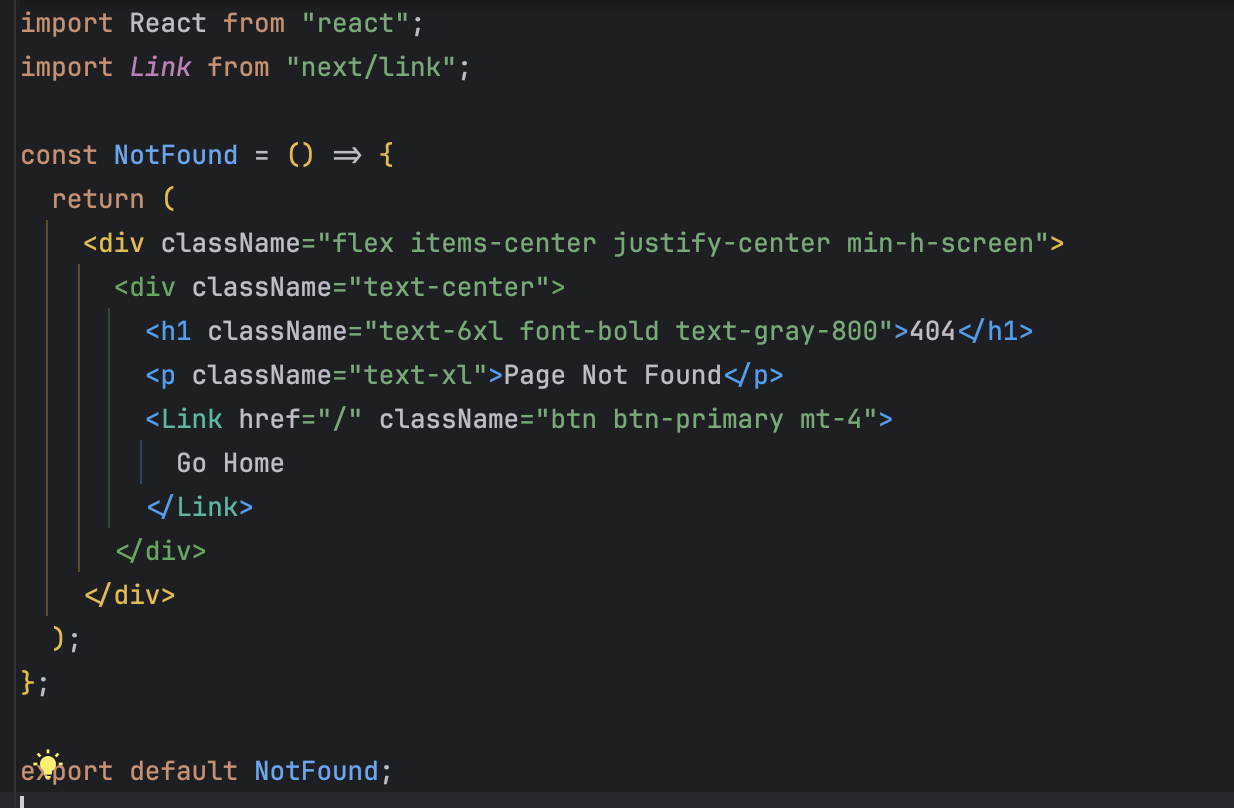 import React from "react";
import Link from "next/link";

const NotFound = () => {
  return (
    <div className="flex items-center justify-center min-h-screen">
      <div className="text-center">
        <h1 className="text-6xl font-bold text-gray-800">404</h1>
        <p className="text-xl">Page Not Found</p>
        <Link href="/" className="btn btn-primary mt-4">
          Go Home
        </Link>
      </div>
    </div>
  );
};

export default NotFound;